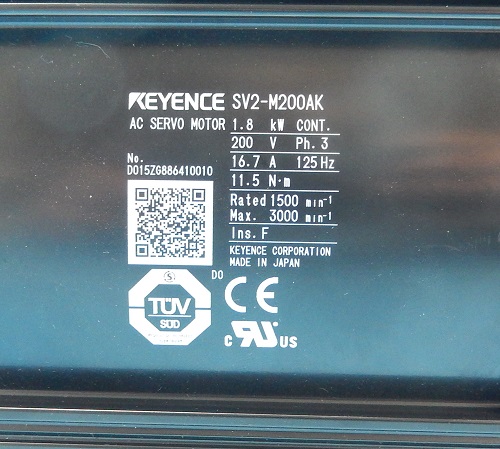 KEYENCE SV2-M200AK
AC SERVO MOTOR 1.8 kW CONT.
200 V Ph. 3
16.7 A 125 Hz
No.
D015ZG886410010
11.5 N·m
Rated 1500 min⁻¹
Max. 3000 min⁻¹
Ins. F
KEYENCE CORPORATION
MADE IN JAPAN
DO
S
TÜV
SÜD
CE
C RU US